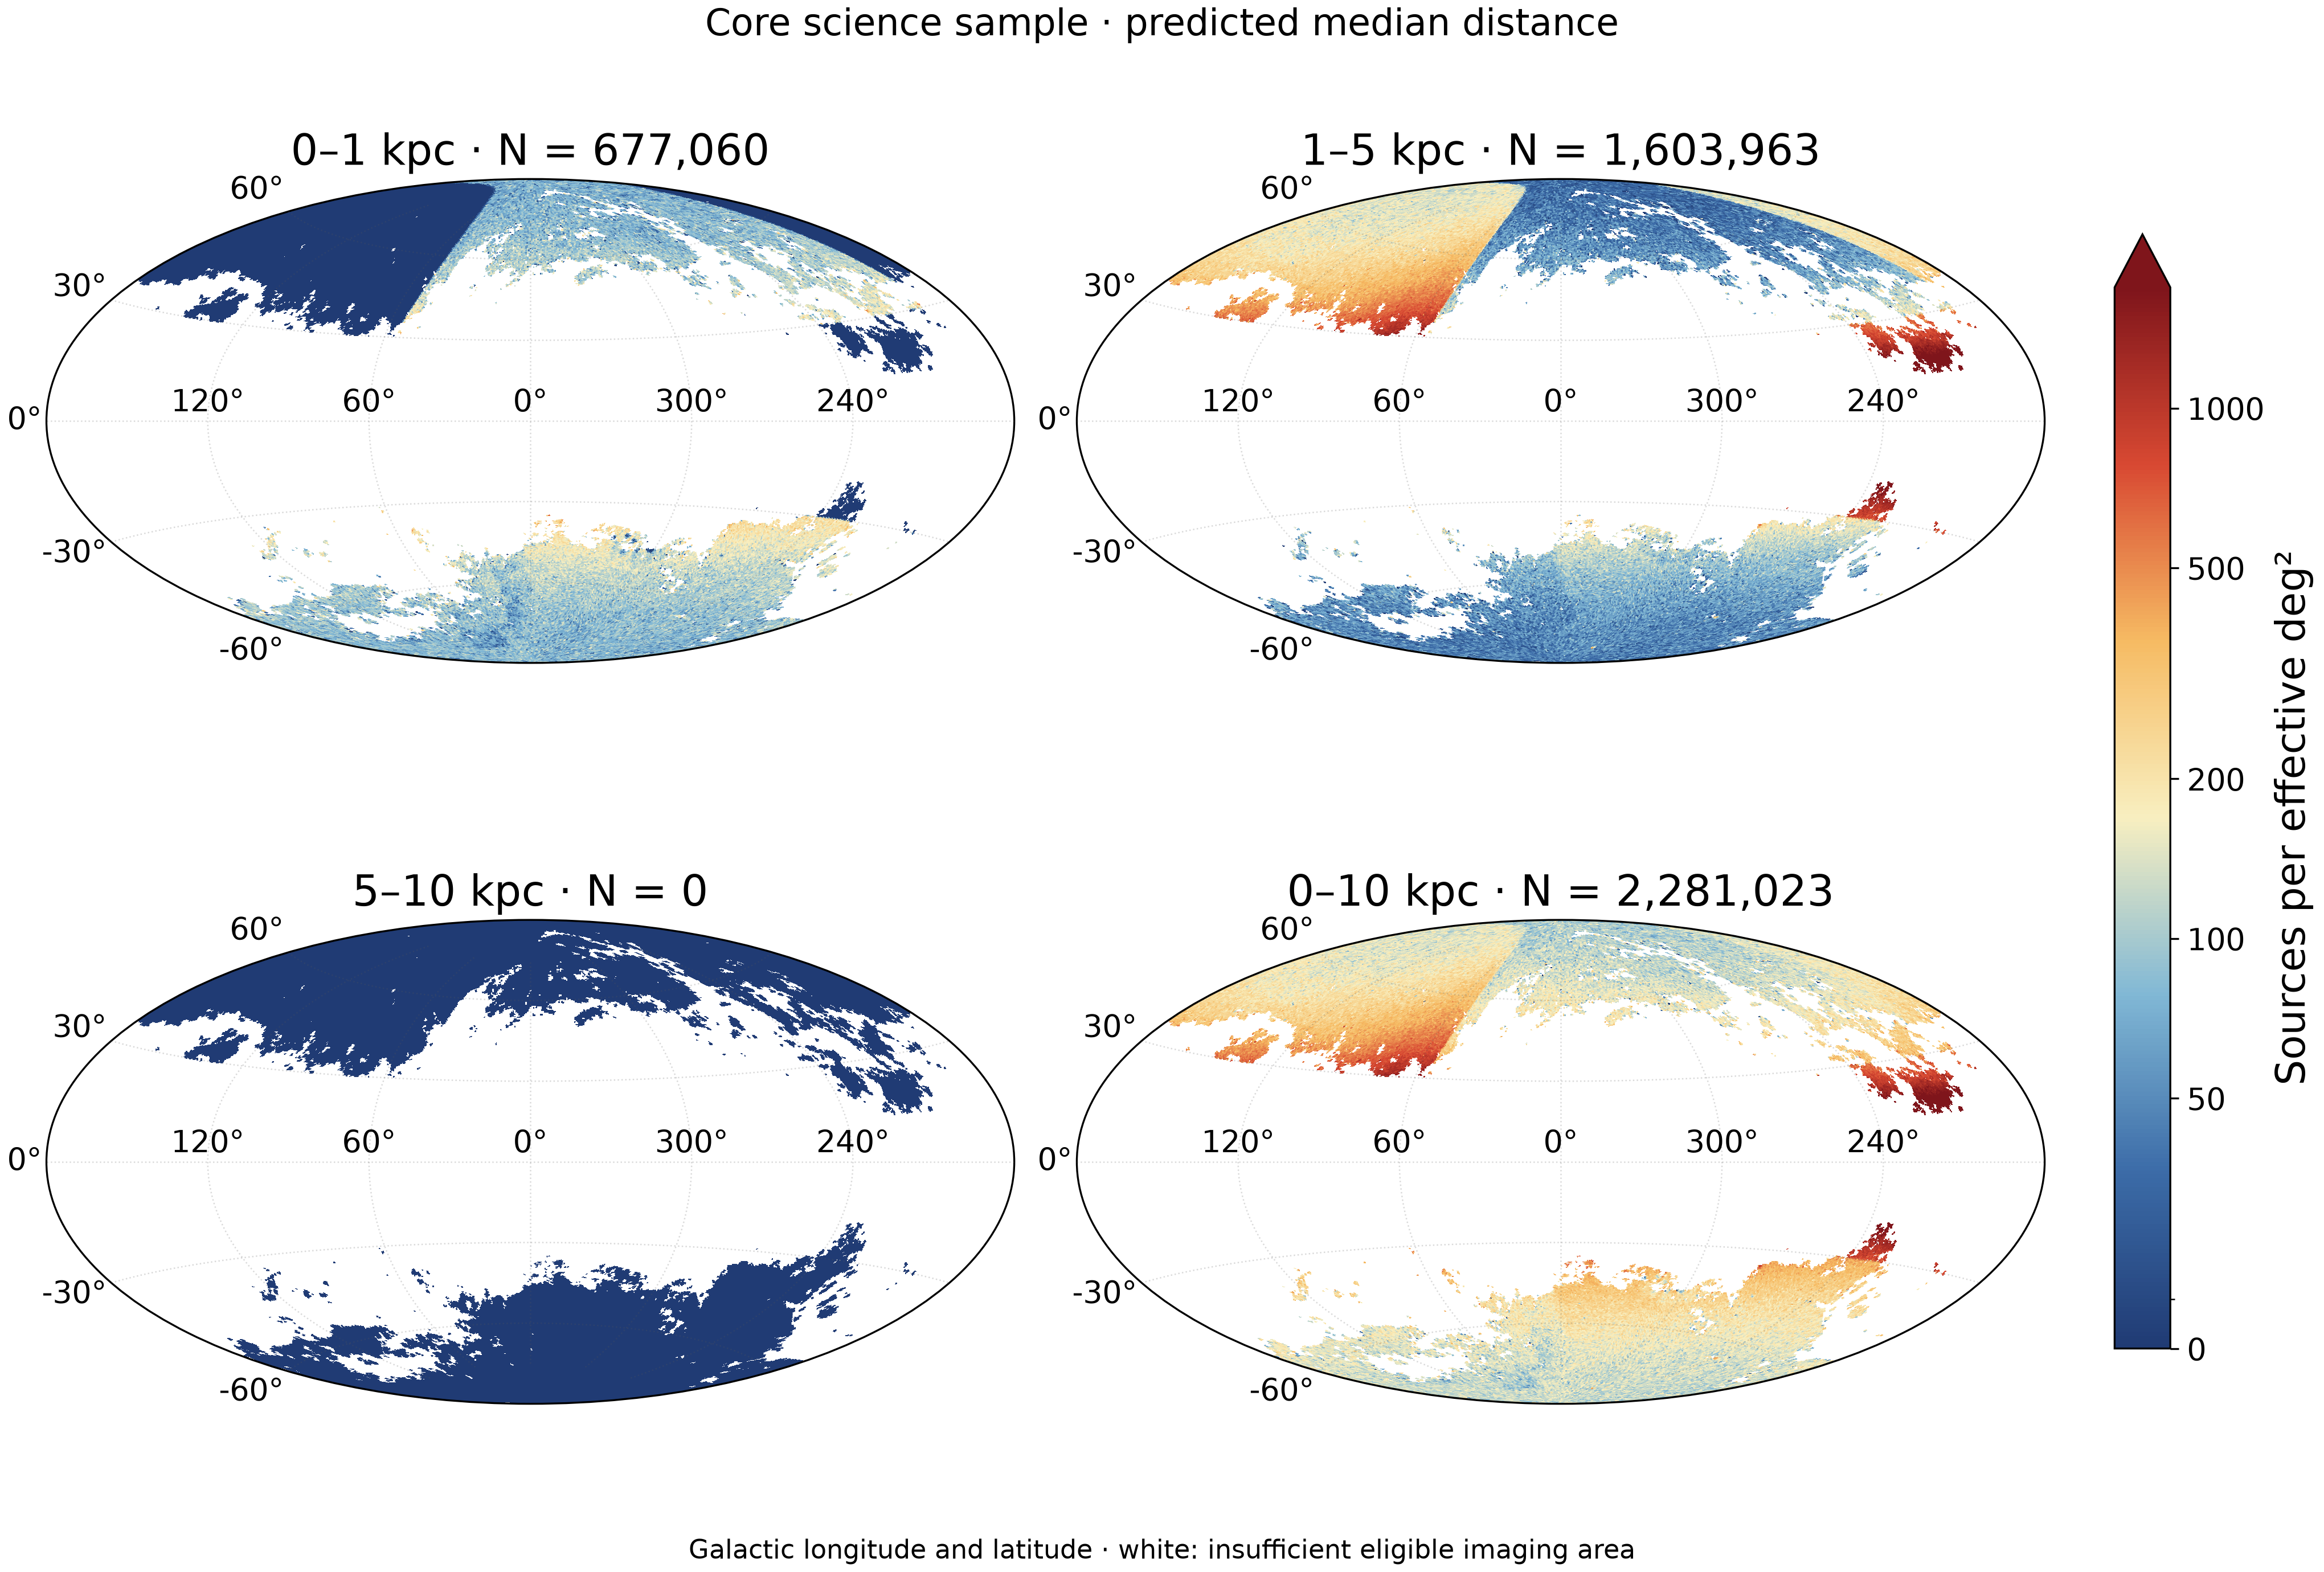 Core science sample · predicted median distance
0–1 kpc · N = 677,060
60°
30°
0°
-30°
-60°
120° 60° 0° 300° 240°
1–5 kpc · N = 1,603,963
60°
30°
0°
-30°
-60°
120° 60° 0° 300° 240°
5–10 kpc · N = 0
60°
30°
0°
-30°
-60°
120° 60° 0° 300° 240°
0–10 kpc · N = 2,281,023
60°
30°
0°
-30°
-60°
120° 60° 0° 300° 240°
1000
500
200
100
50
0
Sources per effective deg²
Galactic longitude and latitude · white: insufficient eligible imaging area